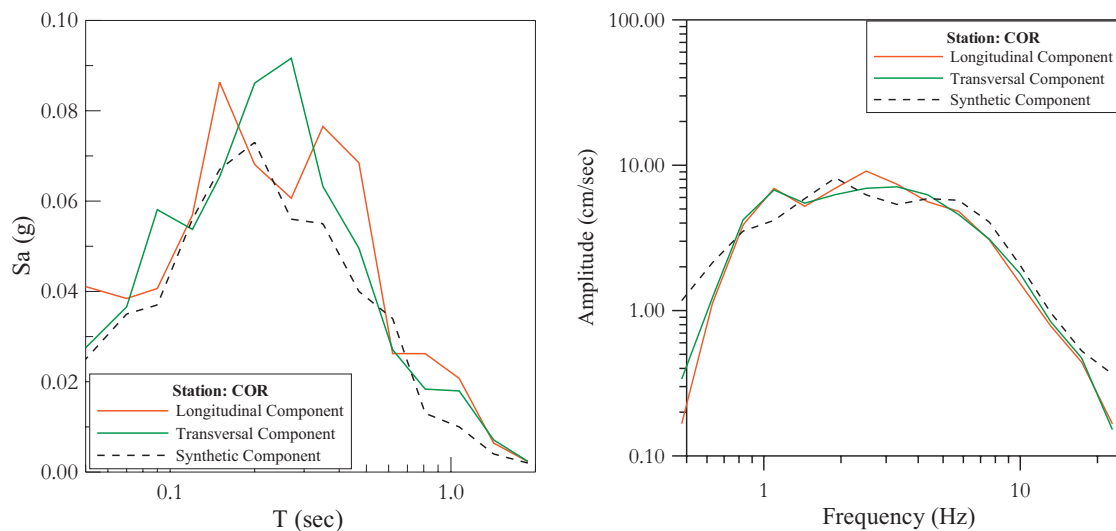 0.10
0.08
0.06
0.04
0.02
0.00
Sa (g)
Station: COR
Longitudinal Component
Transversal Component
Synthetic Component
0.1
1.0
T (sec)
100.00
10.00
1.00
0.10
Amplitude (cm/sec)
Station: COR
Longitudinal Component
Transversal Component
Synthetic Component
1
10
Frequency (Hz)